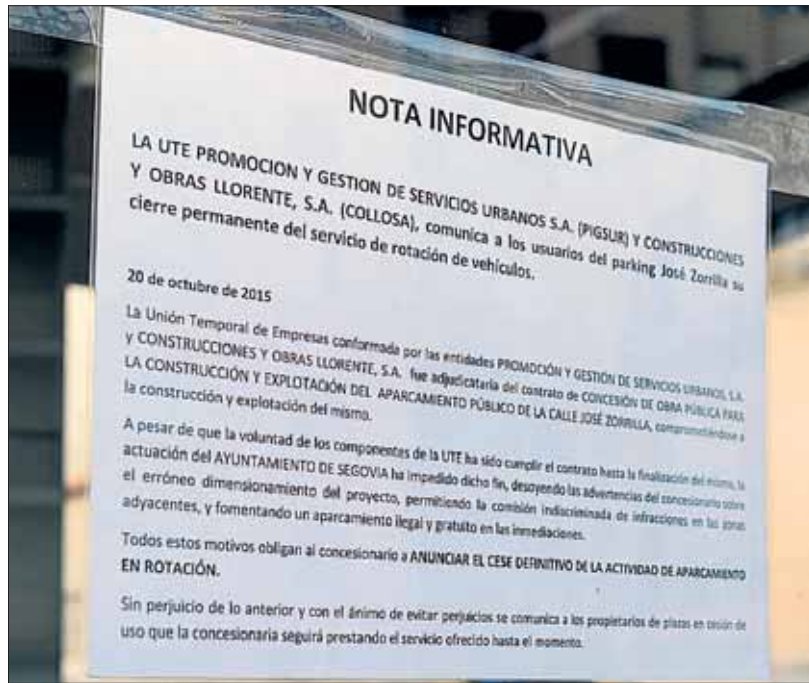 NOTA INFORMATIVA
LA UTE PROMOCION Y GESTION DE SERVICIOS URBANOS S.A. (PIGSUR) Y CONSTRUCCIONES
Y OBRAS LLORENTE, S.A. (COLLOSA), comunica a los usuarios del parking José Zorrilla su
cierre permanente del servicio de rotación de vehículos.
20 de octubre de 2015
La Unión Temporal de Empresas conformada por las entidades PROMOCIÓN Y GESTIÓN DE SERVICIOS URBANOS, S.A.
y CONSTRUCCIONES Y OBRAS LLORENTE, S.A. fue adjudicataria del contrato de CONCESIÓN DE OBRA PÚBLICA PARA
LA CONSTRUCCIÓN Y EXPLOTACIÓN DEL APARCAMIENTO PÚBLICO DE LA CALLE JOSÉ ZORRILLA, comprometiéndose a
la construcción y explotación del mismo.
A pesar de que la voluntad de los componentes de la UTE ha sido cumplir el contrato hasta la finalización del mismo, la
actuación del AYUNTAMIENTO DE SEGOVIA ha impedido dicho fin, desoyendo las advertencias del concesionario sobre
el erróneo dimensionamiento del proyecto, permitiendo la comisión indiscriminada de infracciones en las zonas
adyacentes, y fomentando un aparcamiento ilegal y gratuito en las inmediaciones.
Todos estos motivos obligan al concesionario a ANUNCIAR EL CESE DEFINITIVO DE LA ACTIVIDAD DE APARCAMIENTO
EN ROTACIÓN.
Sin perjuicio de lo anterior y con el ánimo de evitar perjuicios se comunica a los propietarios de plazas en cesión de
uso que la concesionaria seguirá prestando el servicio ofrecido hasta el momento.